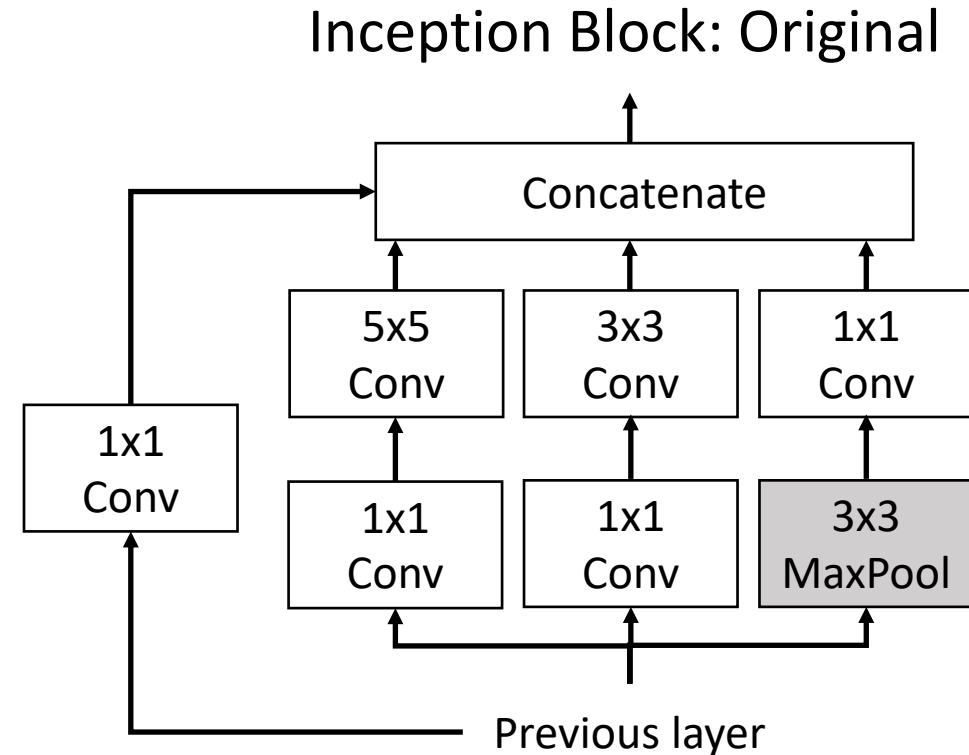 Inception Block: Original
Concatenate
5x5
Conv
3x3
Conv
1x1
Conv
1x1
Conv
1x1
Conv
1x1
Conv
3x3
MaxPool
Previous layer